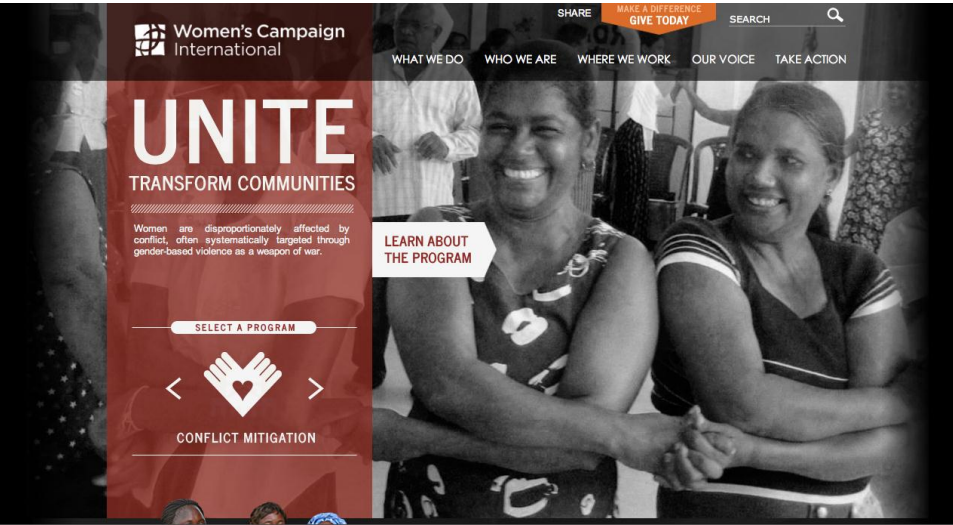 SHARE
MAKE A DIFFERENCE
GIVE TODAY
SEARCH
Women's Campaign
International
WHAT WE DO
WHO WE ARE
WHERE WE WORK
OUR VOICE
TAKE ACTION
UNITE
TRANSFORM COMMUNITIES
Women are disproportionately affected by
conflict, often systematically targeted through
gender-based violence as a weapon of war.
LEARN ABOUT
THE PROGRAM
SELECT A PROGRAM
CONFLICT MITIGATION